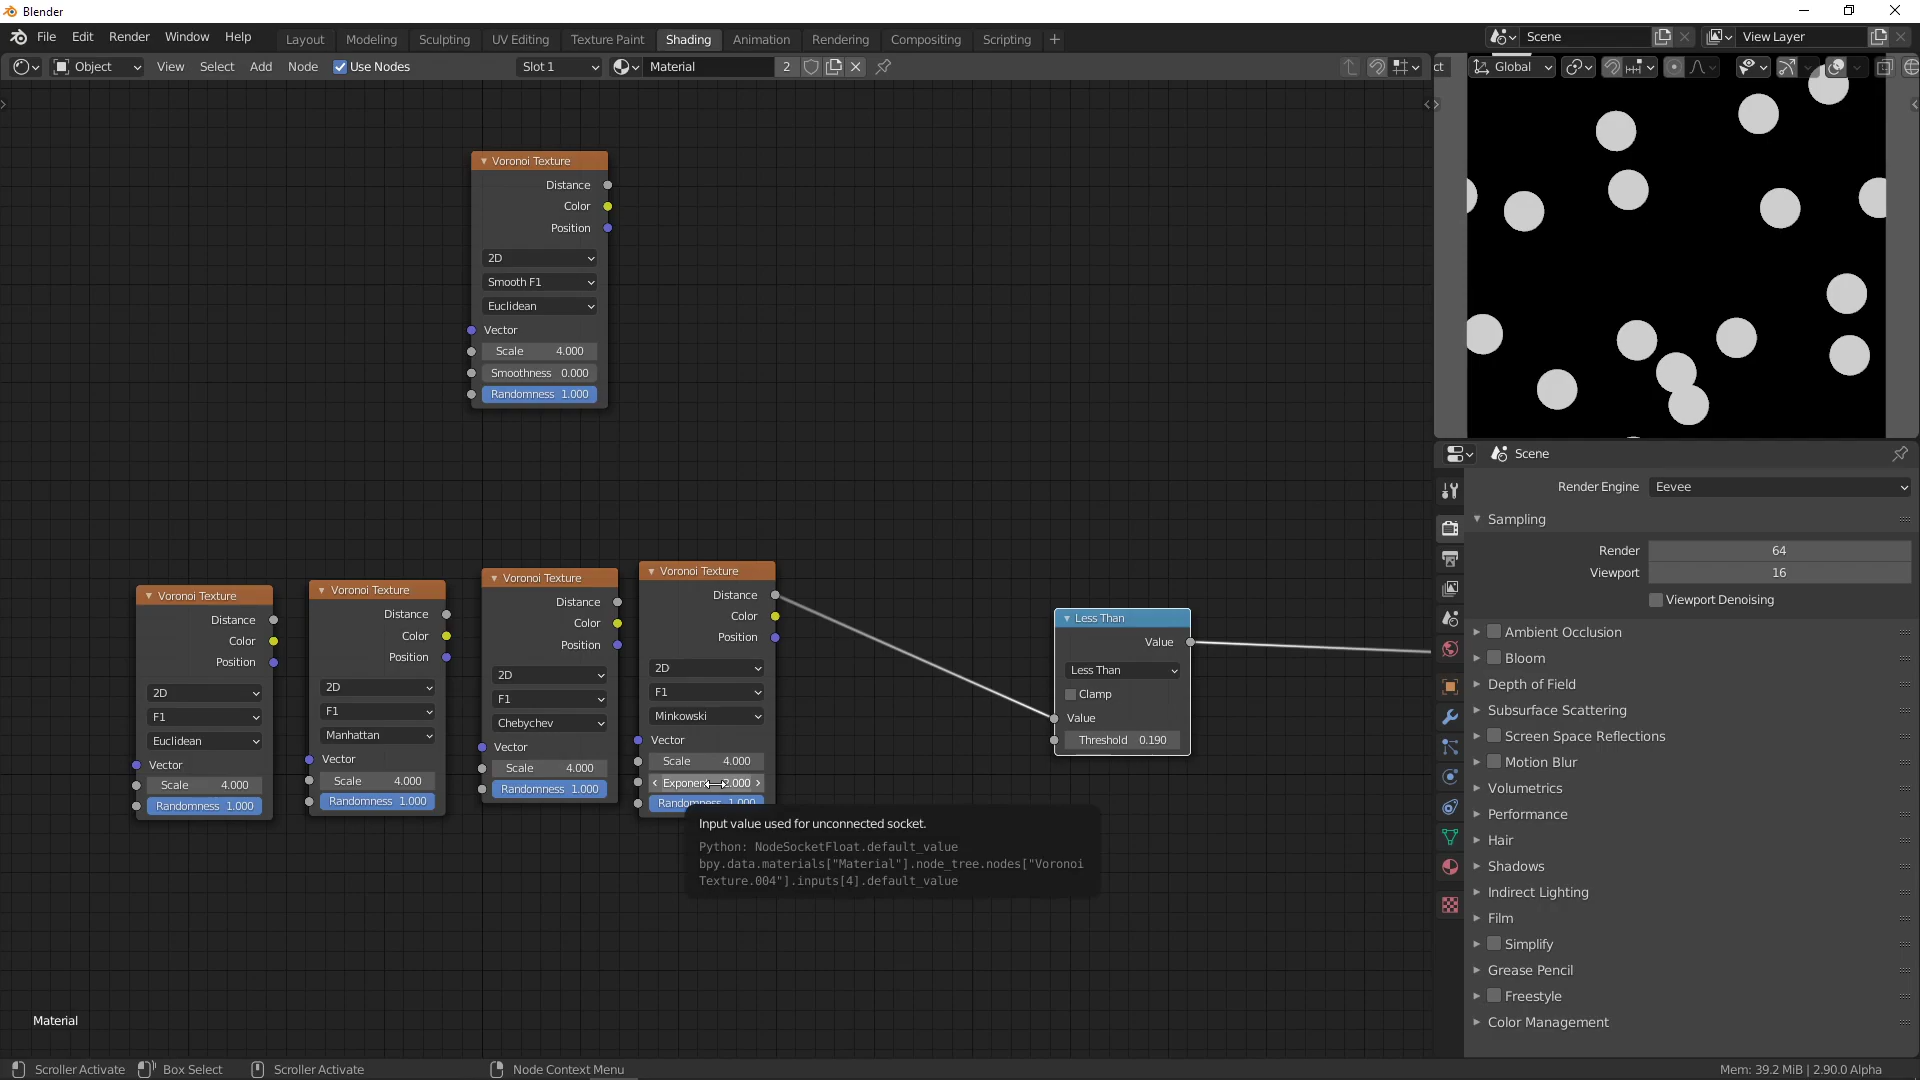 Blender
File Edit Render Window Help Layout Modeling Sculpting UV Editing Texture Paint Shading Animation Rendering Compositing Scripting + Scene View Layer
Object View Select Add Node Use Nodes Slot 1 Material 2 ct Global
Voronoi Texture
Distance
Color
Position
2D
Smooth F1
Euclidean
Vector
Scale 4.000
Smoothness 0.000
Randomness 1.000
Voronoi Texture
Distance
Color
Position
2D
F1
Euclidean
Vector
Scale 4.000
Randomness 1.000
Voronoi Texture
Distance
Color
Position
2D
F1
Manhattan
Vector
Scale 4.000
Randomness 1.000
Voronoi Texture
Distance
Color
Position
2D
F1
Chebychev
Vector
Scale 4.000
Randomness 1.000
Voronoi Texture
Distance
Color
Position
2D
F1
Minkowski
Vector
Scale 4.000
Exponent 2.000
Randomness 1.000
Input value used for unconnected socket.
Python: NodeSocketFloat.default_value
bpy.data.materials["Material"].node_tree.nodes["Voronoi
Texture.004"].inputs[4].default_value
Less Than
Value
Less Than
Clamp
Value
Threshold 0.190
Material
Scene
Render Engine Eevee
Sampling
Render 64
Viewport 16
Viewport Denoising
Ambient Occlusion
Bloom
Depth of Field
Subsurface Scattering
Screen Space Reflections
Motion Blur
Volumetrics
Performance
Hair
Shadows
Indirect Lighting
Film
Simplify
Grease Pencil
Freestyle
Color Management
Scroller Activate Box Select Scroller Activate Node Context Menu Mem: 39.2 MiB | 2.90.0 Alpha